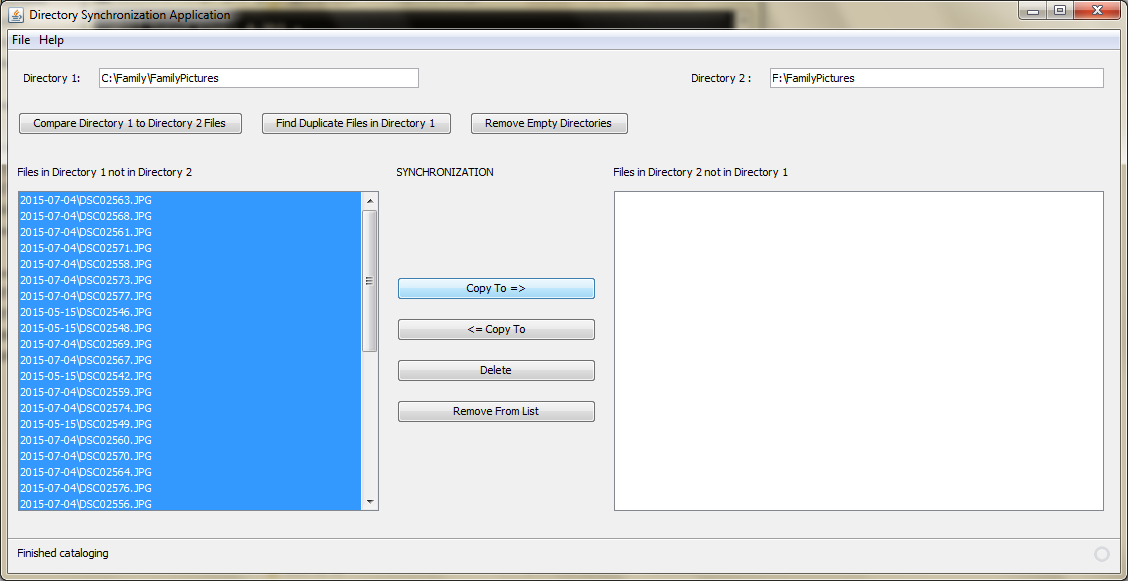 Directory Synchronization Application
File Help
Directory 1: C:\Family\FamilyPictures Directory 2 : F:\FamilyPictures
Compare Directory 1 to Directory 2 Files Find Duplicate Files in Directory 1 Remove Empty Directories
Files in Directory 1 not in Directory 2 SYNCHRONIZATION Files in Directory 2 not in Directory 1
2015-07-04\DSC02563.JPG
2015-07-04\DSC02568.JPG
2015-07-04\DSC02561.JPG
2015-07-04\DSC02571.JPG
2015-07-04\DSC02558.JPG
2015-07-04\DSC02573.JPG
2015-07-04\DSC02577.JPG
2015-05-15\DSC02546.JPG
2015-05-15\DSC02548.JPG
2015-07-04\DSC02569.JPG
2015-07-04\DSC02567.JPG
2015-05-15\DSC02542.JPG
2015-07-04\DSC02559.JPG
2015-07-04\DSC02574.JPG
2015-05-15\DSC02549.JPG
2015-07-04\DSC02560.JPG
2015-07-04\DSC02570.JPG
2015-07-04\DSC02564.JPG
2015-07-04\DSC02576.JPG
2015-07-04\DSC02556.JPG
Copy To =>
<= Copy To
Delete
Remove From List
Finished cataloging